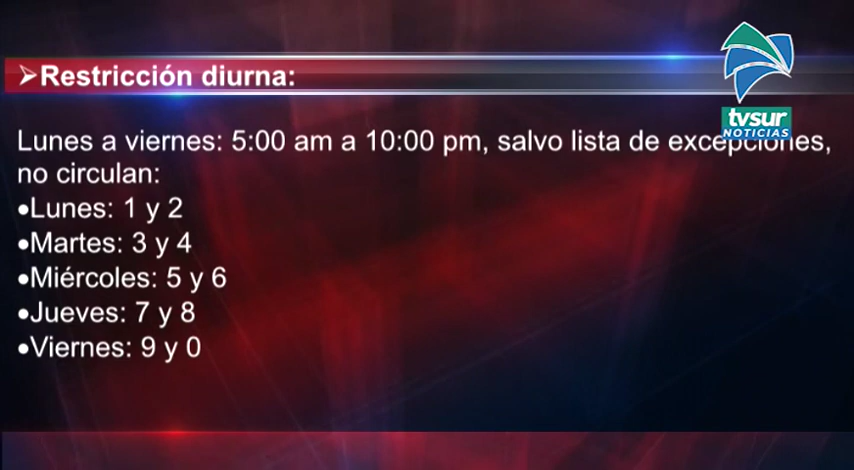 ➢Restricción diurna:
tvsur
NOTICIAS
Lunes a viernes: 5:00 am a 10:00 pm, salvo lista de excepciones,
no circulan:
•Lunes: 1 y 2
•Martes: 3 y 4
•Miércoles: 5 y 6
•Jueves: 7 y 8
•Viernes: 9 y 0